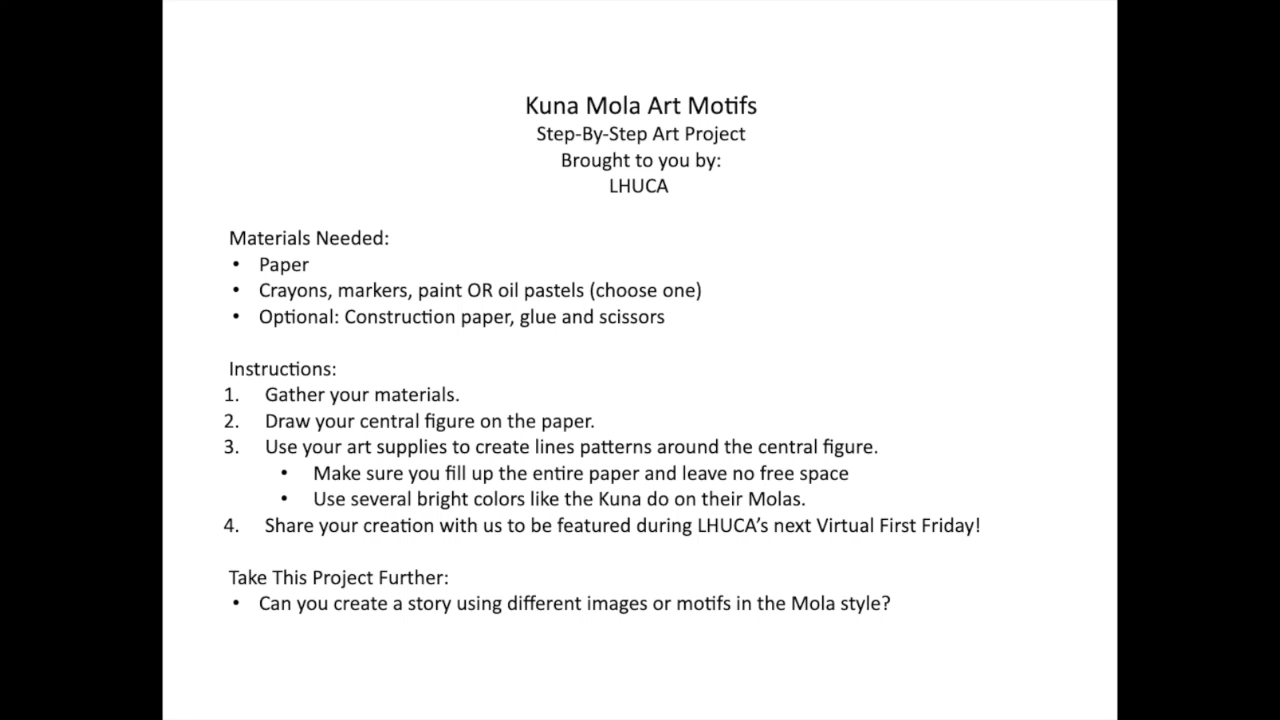 Kuna Mola Art Motifs
Step-By-Step Art Project
Brought to you by:
LHUCA
Materials Needed:
• Paper
• Crayons, markers, paint OR oil pastels (choose one)
• Optional: Construction paper, glue and scissors
Instructions:
1. Gather your materials.
2. Draw your central figure on the paper.
3. Use your art supplies to create lines patterns around the central figure.
• Make sure you fill up the entire paper and leave no free space
• Use several bright colors like the Kuna do on their Molas.
4. Share your creation with us to be featured during LHUCA’s next Virtual First Friday!
Take This Project Further:
• Can you create a story using different images or motifs in the Mola style?